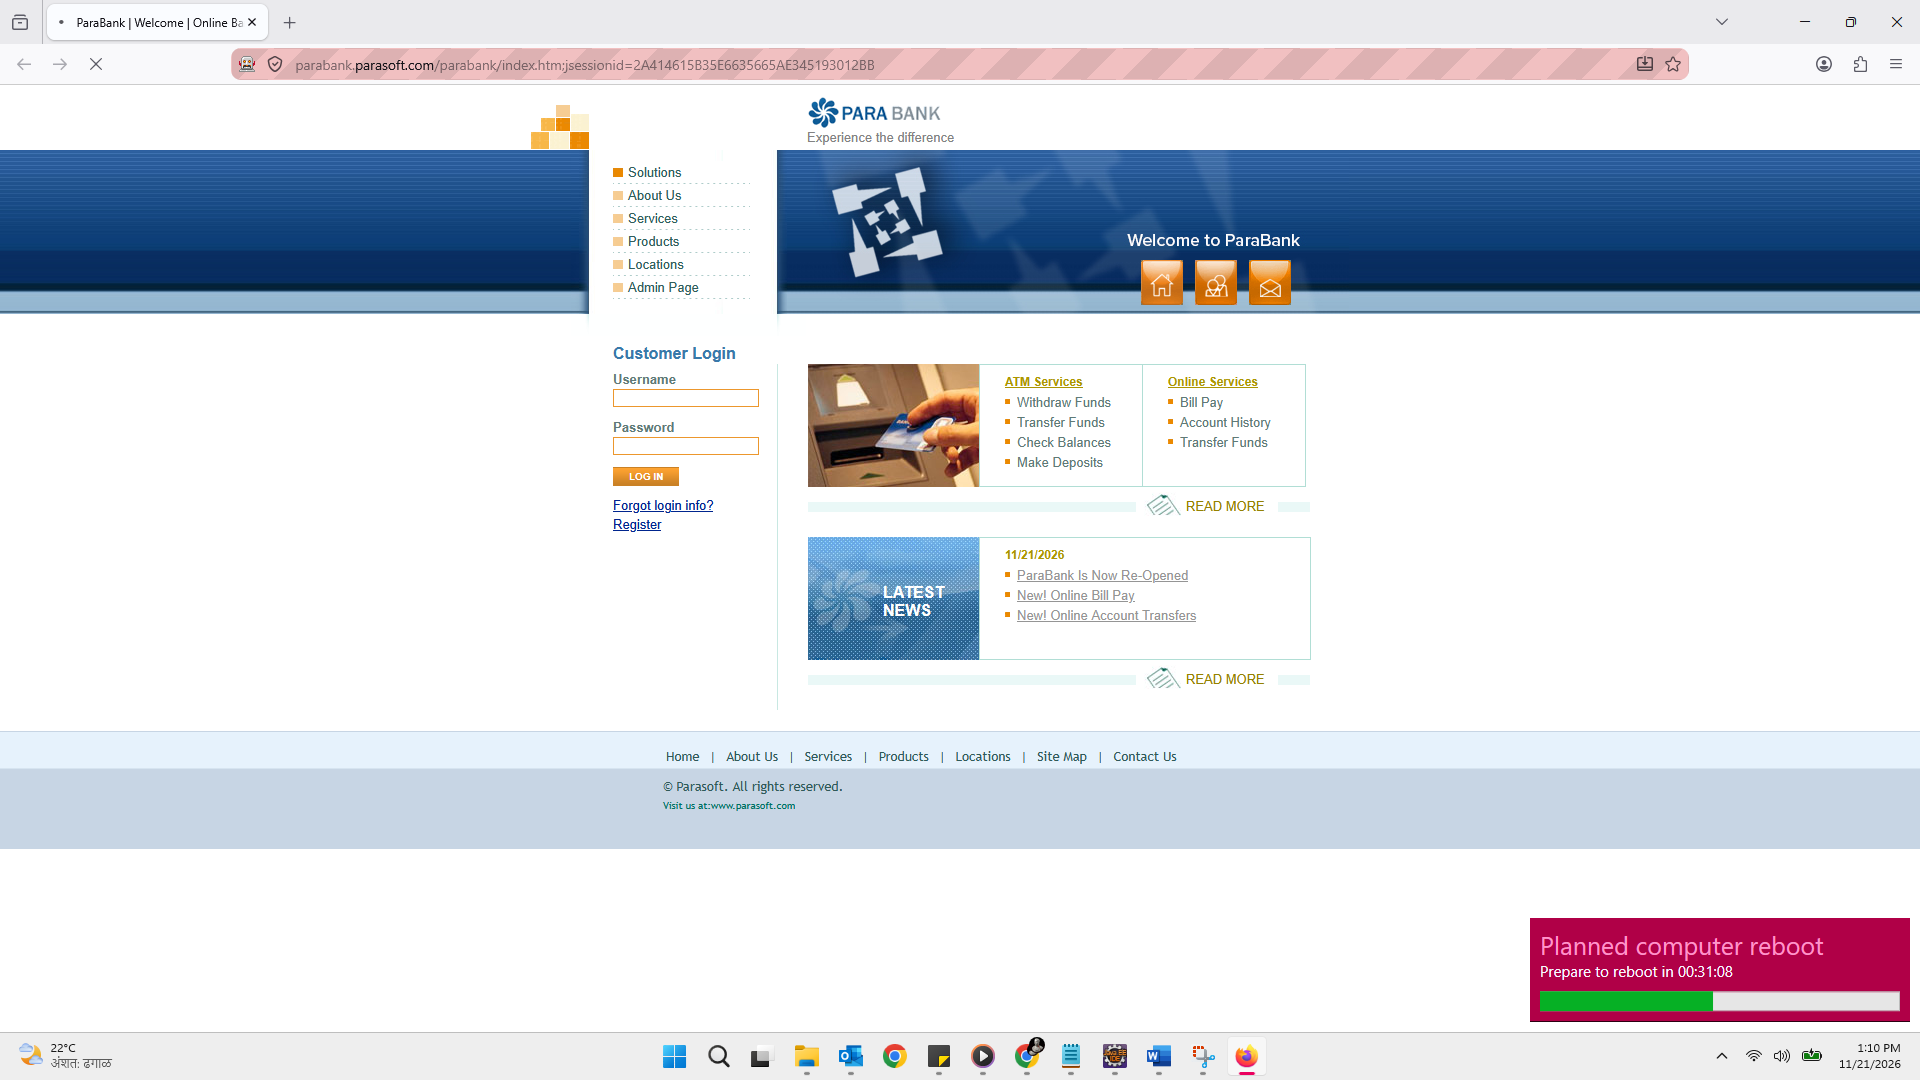 ParaBank | Welcome | Online Ba
parabank.parasoft.com/parabank/index.htm;jsessionid=2A414615B35E6635665AE345193012BB
PARA BANK
Experience the difference
Solutions
About Us
Services
Products
Locations
Admin Page
Welcome to ParaBank
Customer Login
Username
Password
LOG IN
Forgot login info?
Register
ATM Services
Withdraw Funds
Transfer Funds
Check Balances
Make Deposits
Online Services
Bill Pay
Account History
Transfer Funds
READ MORE
LATEST
NEWS
11/21/2026
ParaBank Is Now Re-Opened
New! Online Bill Pay
New! Online Account Transfers
READ MORE
Home | About Us | Services | Products | Locations | Site Map | Contact Us
© Parasoft. All rights reserved.
Visit us at:www.parasoft.com
Planned computer reboot
Prepare to reboot in 00:31:08
22°C
अंशतः ढगाळ
1:10 PM
11/21/2026